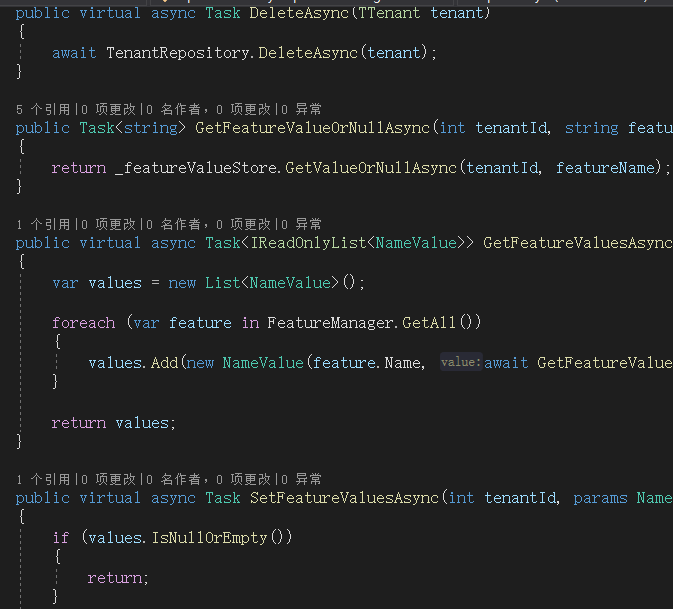 public virtual async Task DeleteAsync(TTenant tenant)
{
await TenantRepository.DeleteAsync(tenant);
}
5 个引用|0 项更改|0 名作者, 0 项更改|0 异常
public Task<string> GetFeatureValueOrNullAsync(int tenantId, string featu
{
return _featureValueStore.GetValueOrNullAsync(tenantId, featureName);
}
1 个引用|0 项更改|0 名作者, 0 项更改|0 异常
public virtual async Task<IReadOnlyList<NameValue>> GetFeatureValuesAsync
{
var values = new List<NameValue>();
foreach (var feature in FeatureManager.GetAll())
{
values.Add(new NameValue(feature.Name, value: await GetFeatureValue
}
return values;
}
1 个引用|0 项更改|0 名作者, 0 项更改|0 异常
public virtual async Task SetFeatureValuesAsync(int tenantId, params Name
{
if (values.IsNullOrEmpty())
{
return;
}